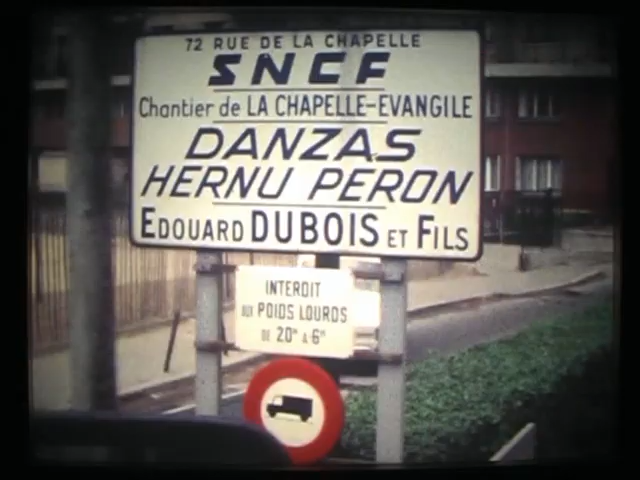 72 RUE DE LA CHAPELLE
SNCF
Chantier de LA CHAPELLE-EVANGILE
DANZAS
HERNU PERON
EDOUARD DUBOIS ET FILS
INTERDIT
AUX POIDS LOURDS
DE 20H À 6H